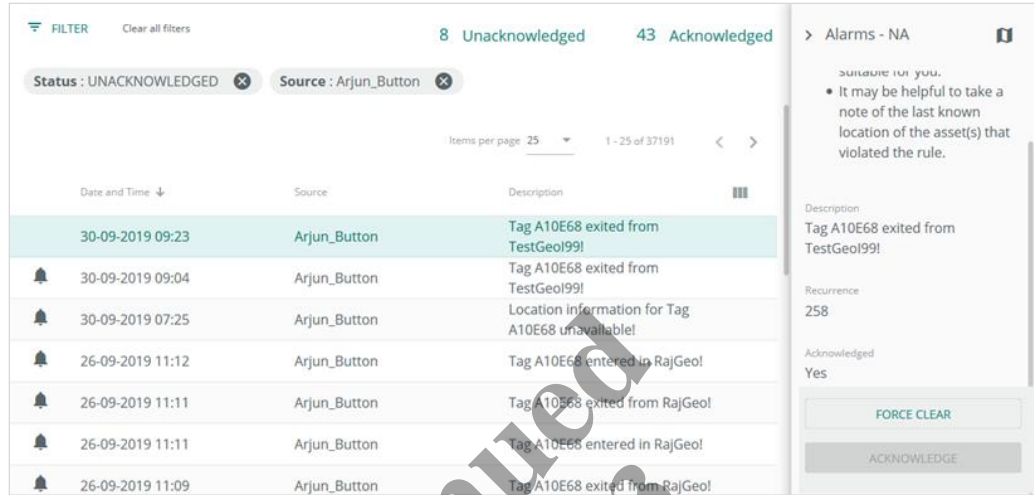 FILTER Clear all filters
8 Unacknowledged 43 Acknowledged
Status : UNACKNOWLEDGED Source : Arjun_Button
Items per page 25 1 - 25 of 37191
Date and Time Source Description
30-09-2019 09:23 Arjun_Button Tag A10E68 exited from
TestGeoI99!
30-09-2019 09:04 Arjun_Button Tag A10E68 exited from
TestGeoI99!
30-09-2019 07:25 Arjun_Button Location information for Tag
A10E68 unavailable!
26-09-2019 11:12 Arjun_Button Tag A10E68 entered in RajGeo!
26-09-2019 11:11 Arjun_Button Tag A10E68 exited from RajGeo!
26-09-2019 11:11 Arjun_Button Tag A10E68 entered in RajGeo!
26-09-2019 11:09 Arjun_Button Tag A10E68 exited from RajGeo!
Alarms - NA
suitable for you.
• It may be helpful to take a
note of the last known
location of the asset(s) that
violated the rule.
Description
Tag A10E68 exited from
TestGeoI99!
Recurrence
258
Acknowledged
Yes
FORCE CLEAR
ACKNOWLEDGE